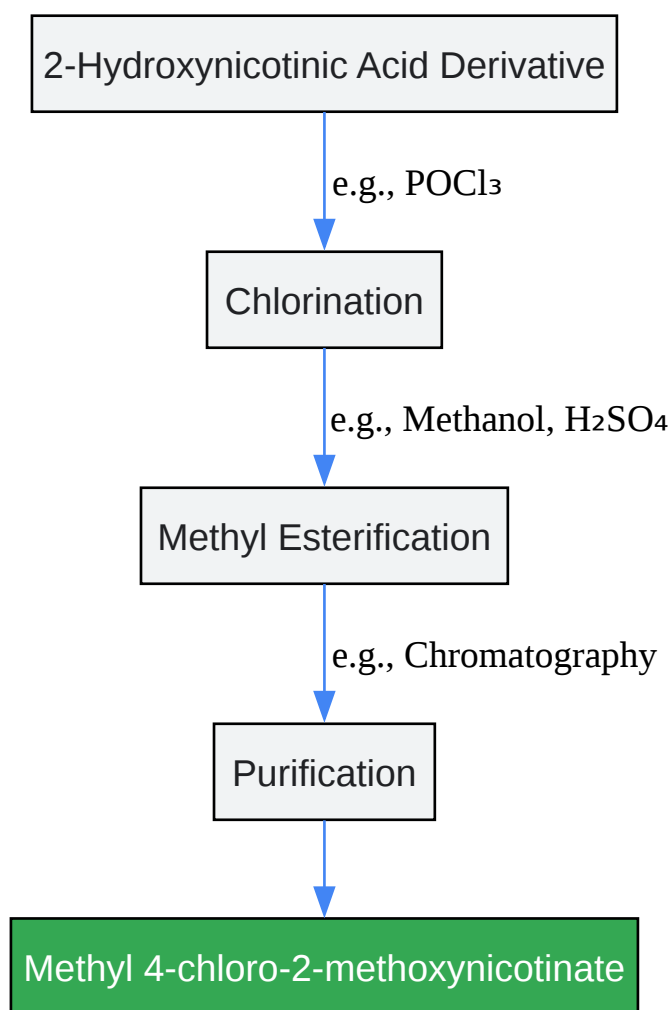 2-Hydroxynicotinic Acid Derivative
e.g., POCl₃
Chlorination
e.g., Methanol, H₂SO₄
Methyl Esterification
e.g., Chromatography
Purification
Methyl 4-chloro-2-methoxynicotinate